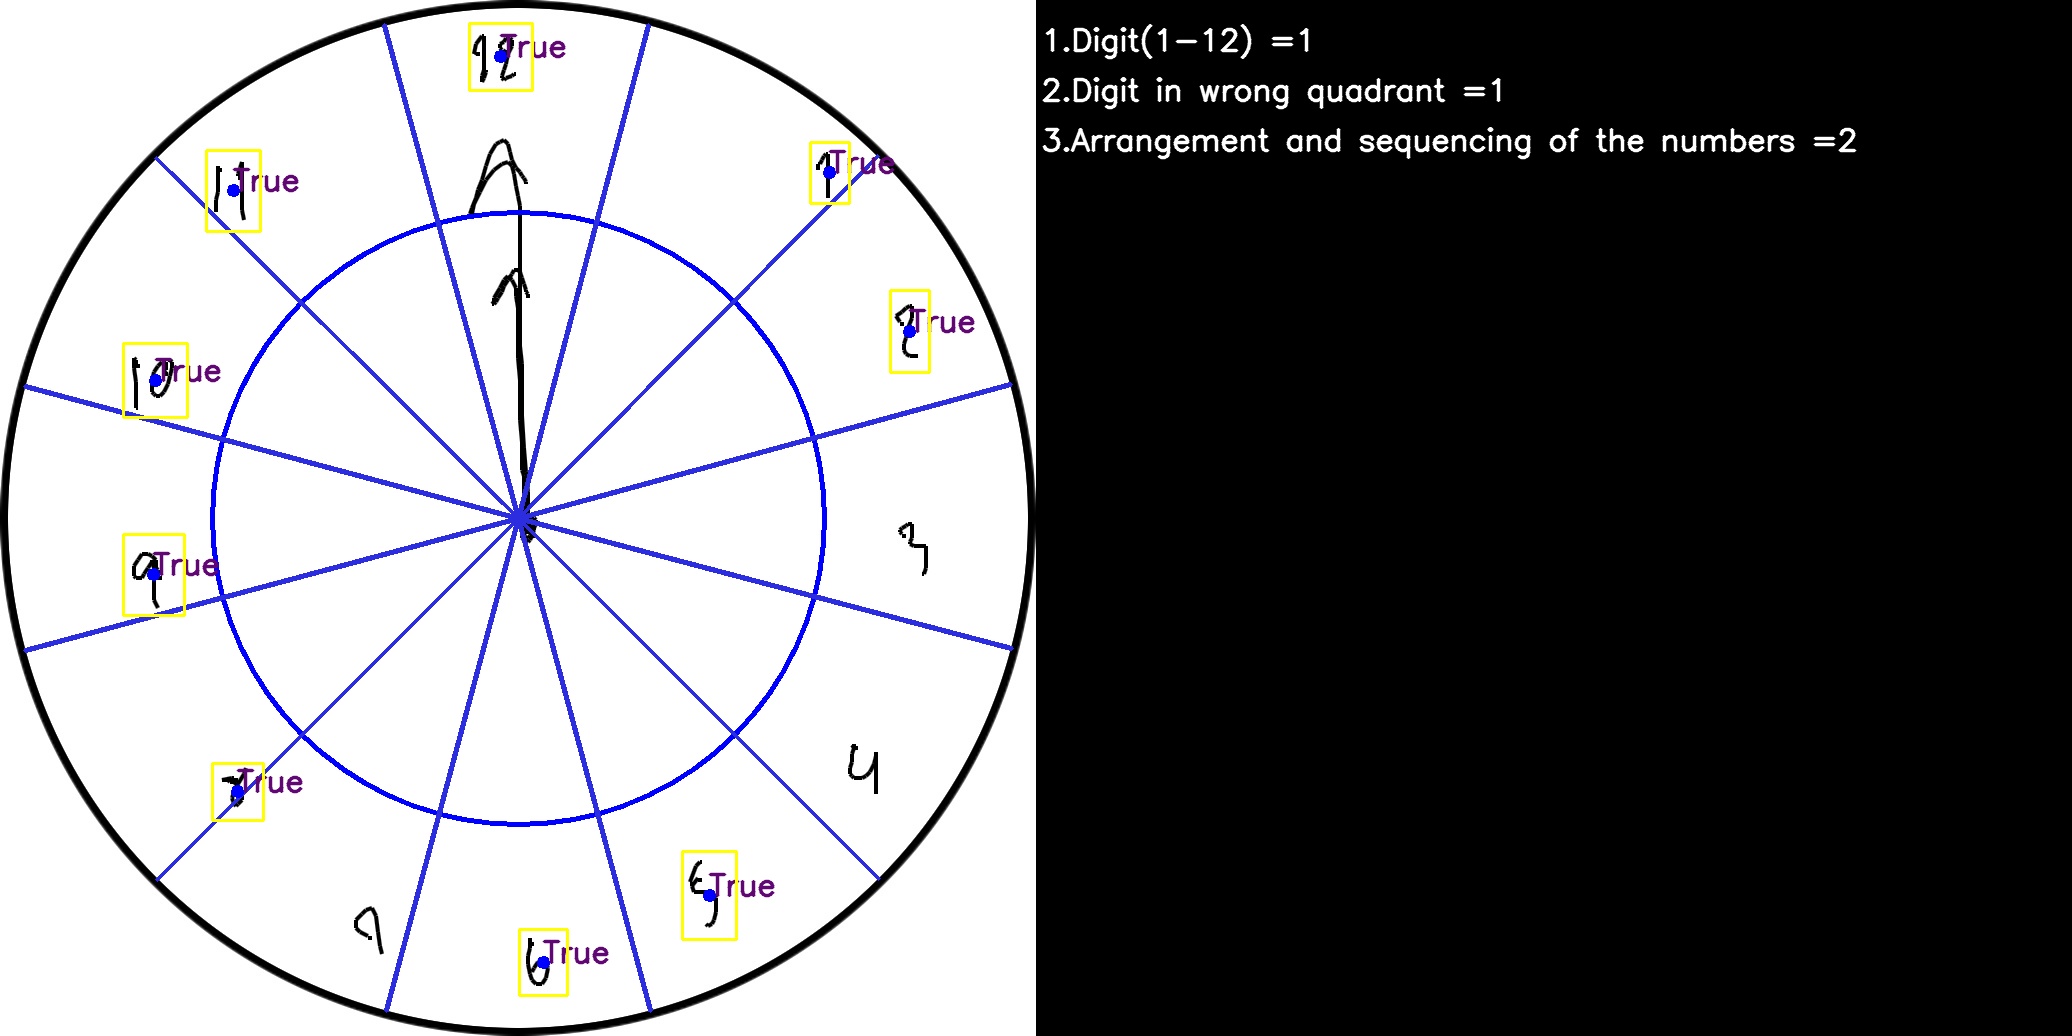 12 True
11 True
1 True
2 True
10 True
3
9 True
4
8 True
5 True
7
6 True
1.Digit(1-12) =1
2.Digit in wrong quadrant =1
3.Arrangement and sequencing of the numbers =2